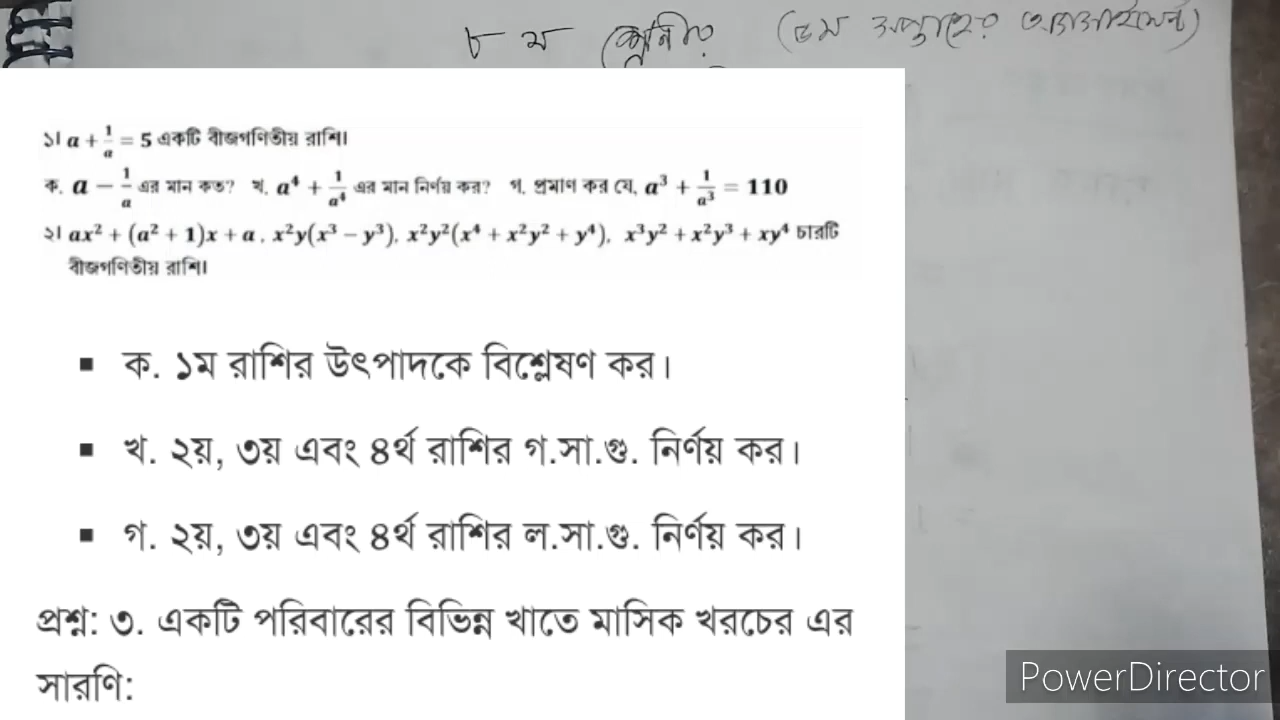 ৮ ম শ্রেনীর (৫ম সপ্তাহের অ্যাসাইনমেন্ট)
১। a + 1/a = 5 একটি বীজগণিতীয় রাশি।
ক. a − 1/a এর মান কত? খ. a⁴ + 1/a⁴ এর মান নির্ণয় কর? গ. প্রমাণ কর যে, a³ + 1/a³ = 110
২। ax² + (a² + 1)x + a , x²y(x³ − y³), x²y²(x⁴ + x²y² + y⁴), x³y² + x²y³ + xy⁴ চারটি
বীজগণিতীয় রাশি।
▪ ক. ১ম রাশির উৎপাদকে বিশ্লেষণ কর।
▪ খ. ২য়, ৩য় এবং ৪র্থ রাশির গ.সা.গু. নির্ণয় কর।
▪ গ. ২য়, ৩য় এবং ৪র্থ রাশির ল.সা.গু. নির্ণয় কর।
প্রশ্ন: ৩. একটি পরিবারের বিভিন্ন খাতে মাসিক খরচের এর
সারণি:
PowerDirector